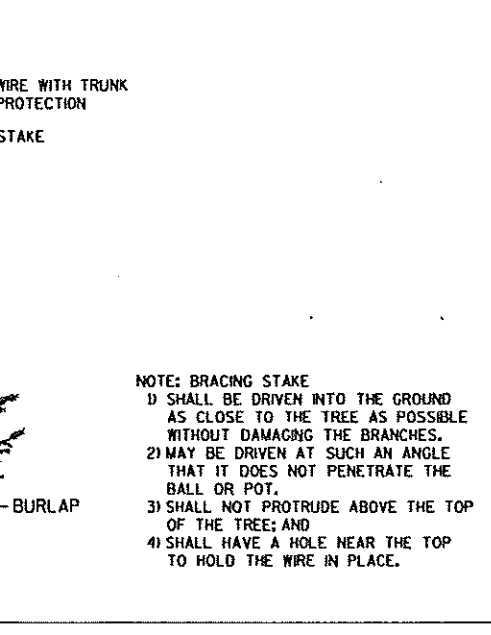 WIRE WITH TRUNK
PROTECTION
STAKE
NOTE: BRACING STAKE
1) SHALL BE DRIVEN INTO THE GROUND
AS CLOSE TO THE TREE AS POSSIBLE
WITHOUT DAMAGING THE BRANCHES.
2) MAY BE DRIVEN AT SUCH AN ANGLE
THAT IT DOES NOT PENETRATE THE
BALL OR POT.
BURLAP
3) SHALL NOT PROTRUDE ABOVE THE TOP
OF THE TREE; AND
4) SHALL HAVE A HOLE NEAR THE TOP
TO HOLD THE WIRE IN PLACE.